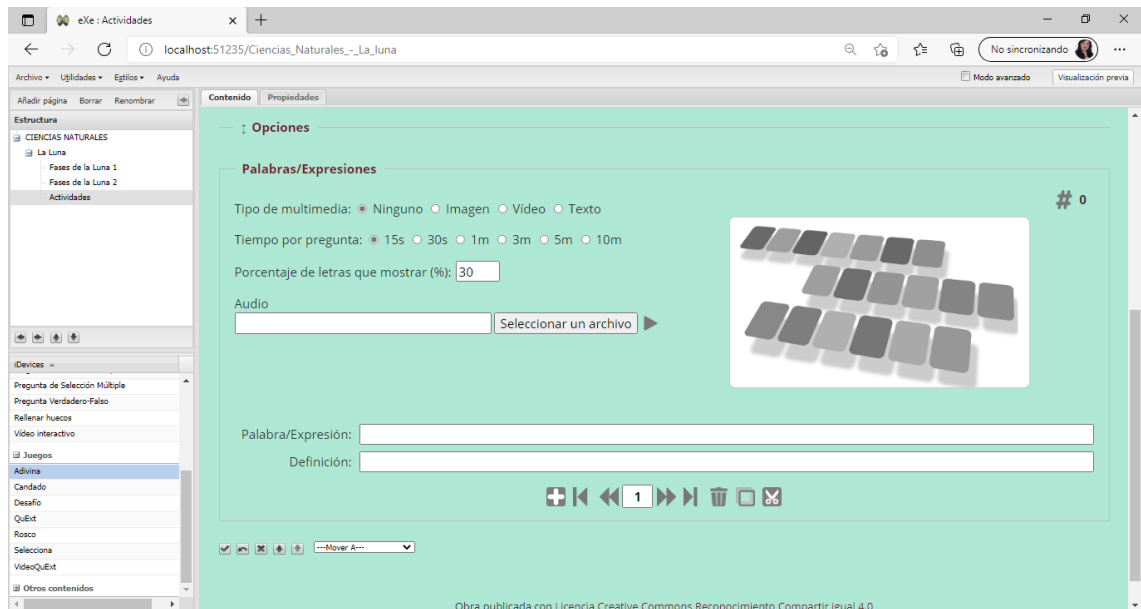 eXe : Actividades
localhost:51235/Ciencias_Naturales_-_La_luna
No sincronizando
Archivo Utilidades Estilos Ayuda
Modo avanzado Visualización previa
Añadir página Borrar Renombrar
Contenido Propiedades
Estructura
CIENCIAS NATURALES
La Luna
Fases de la Luna 1
Fases de la Luna 2
Actividades
iDevices
Pregunta de Selección Múltiple
Pregunta Verdadero-Falso
Rellenar huecos
Vídeo interactivo
Juegos
Adivina
Candado
Desafío
QuExt
Rosco
Selecciona
VideoQuExt
Otros contenidos
Opciones
Palabras/Expresiones
# 0
Tipo de multimedia: Ninguno Imagen Vídeo Texto
Tiempo por pregunta: 15s 30s 1m 3m 5m 10m
Porcentaje de letras que mostrar (%): 30
Audio
Seleccionar un archivo
Palabra/Expresión:
Definición:
1
---Mover A---
Obra publicada con Licencia Creative Commons Reconocimiento Compartir igual 4.0